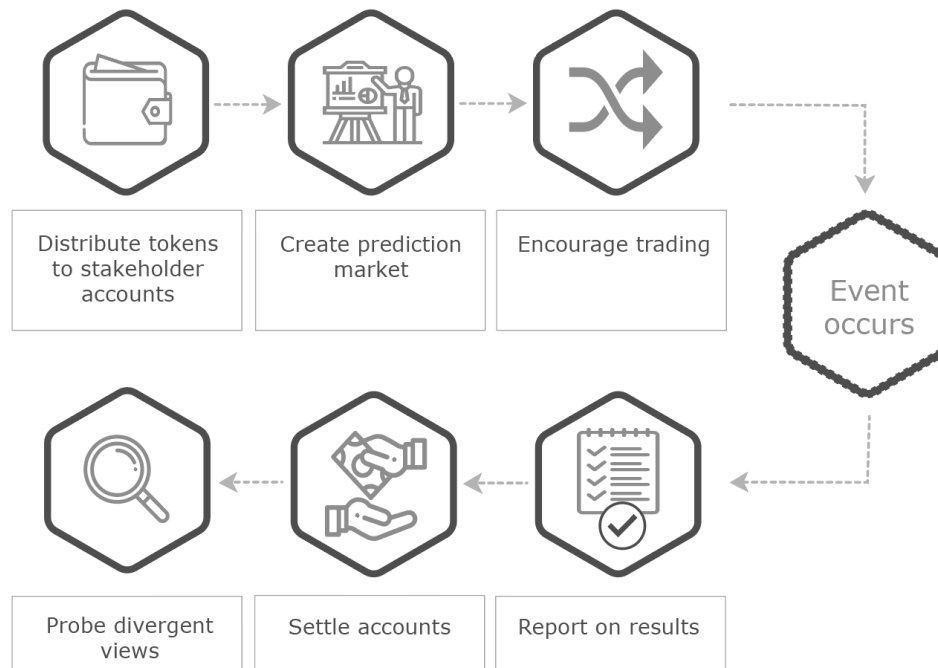 Distribute tokens
to stakeholder
accounts
Create prediction
market
Encourage trading
Event
occurs
Report on results
Settle accounts
Probe divergent
views